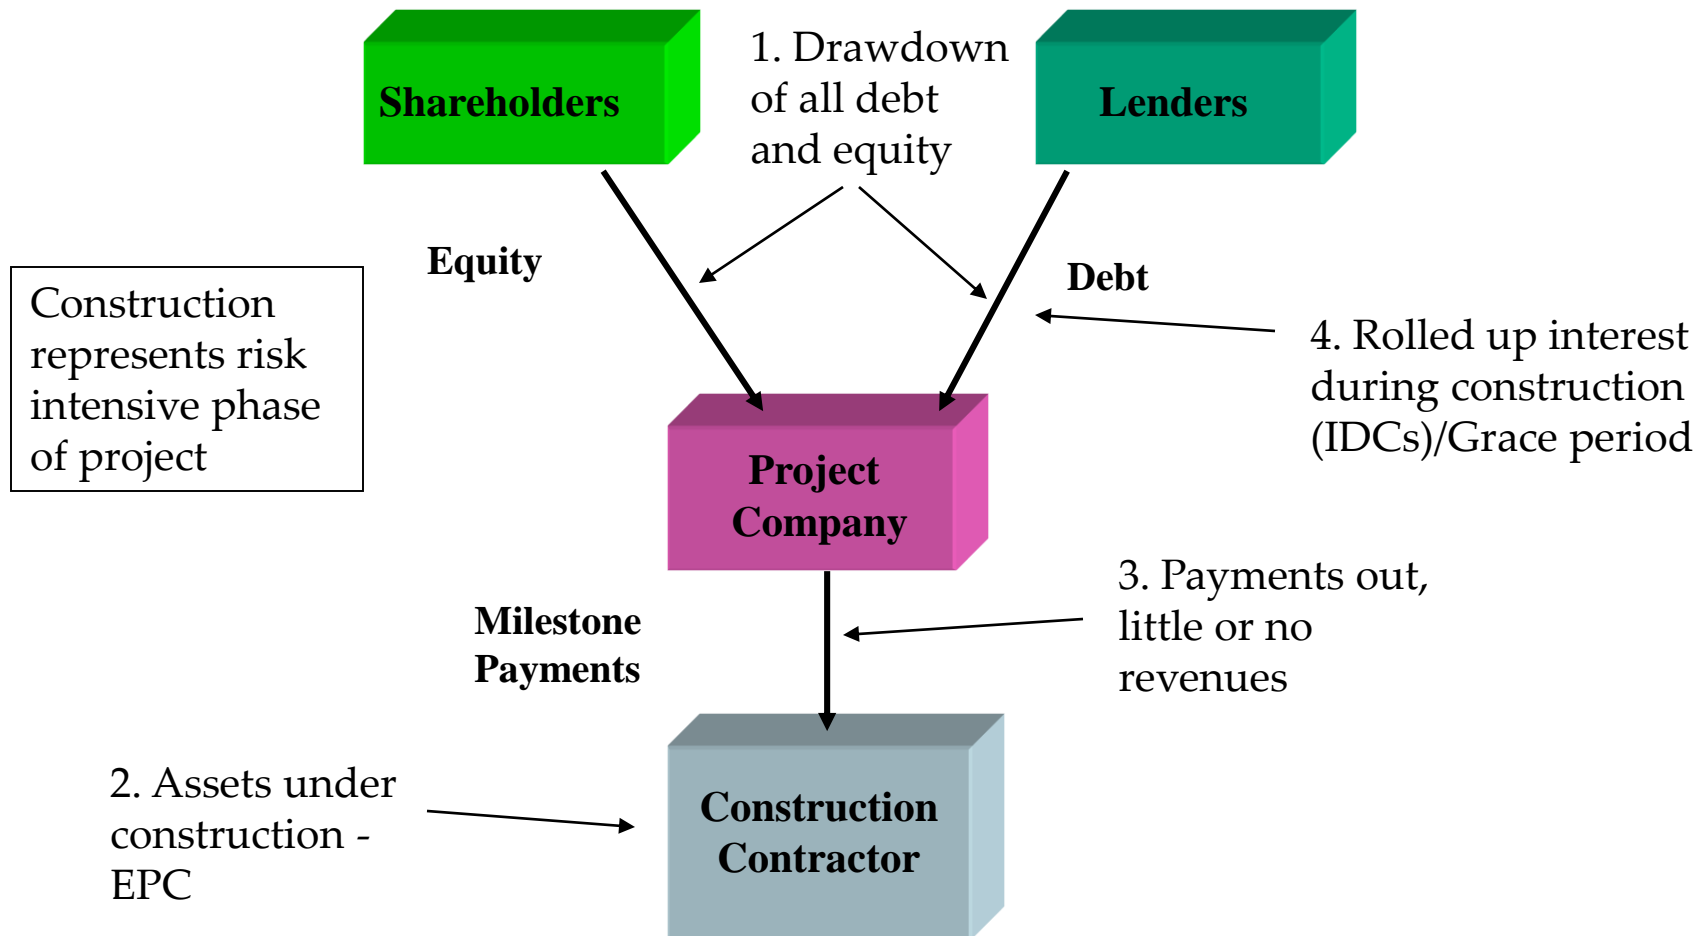 Shareholders
1. Drawdown
of all debt
and equity
Lenders
Equity
Debt
Construction
represents risk
intensive phase
of project
4. Rolled up interest
during construction
(IDCs)/Grace period
Project
Company
3. Payments out,
little or no
revenues
Milestone
Payments
2. Assets under
construction -
EPC
Construction
Contractor